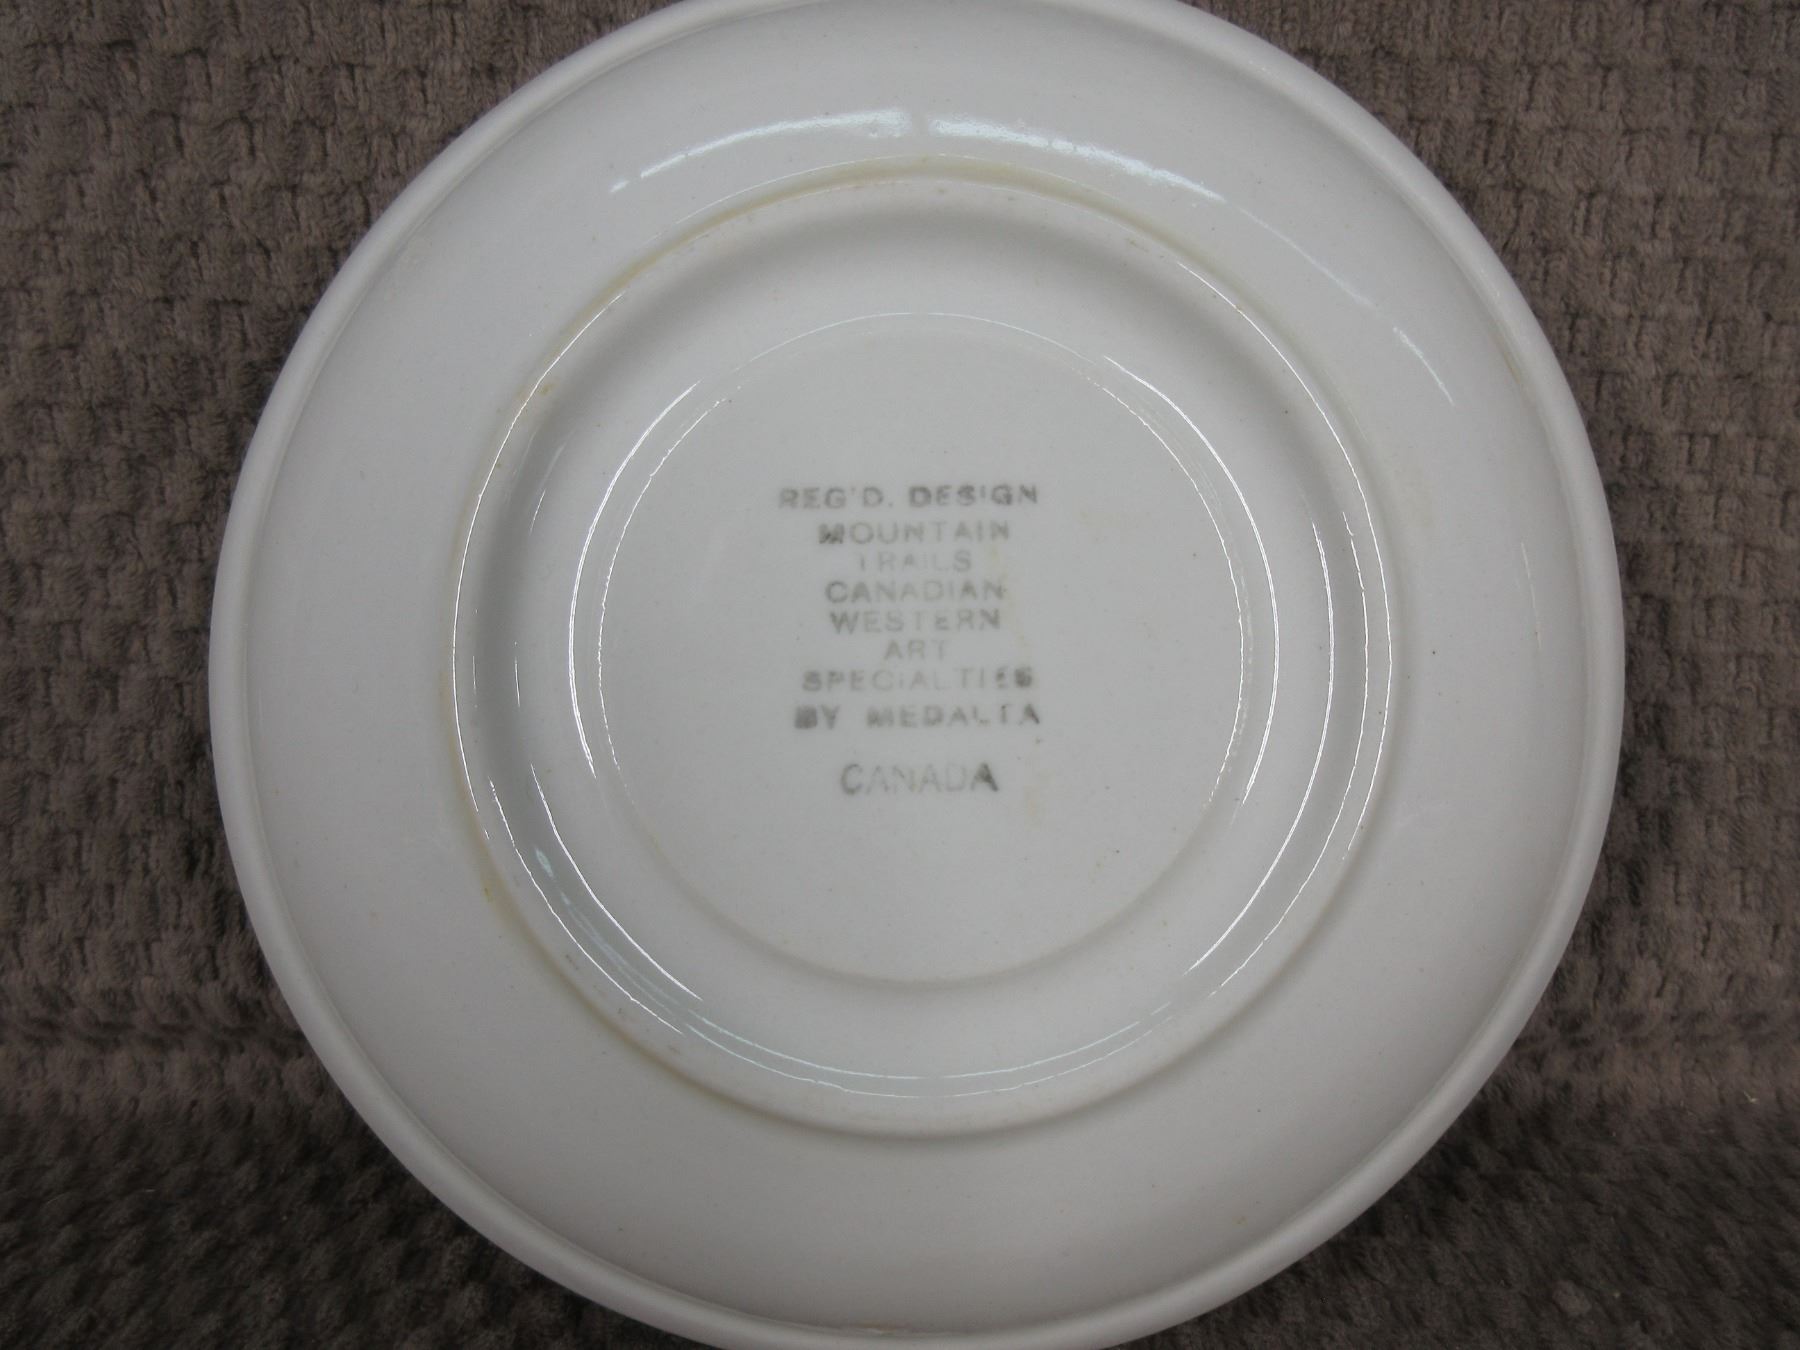 REG'D. DESIGN
MOUNTAIN
TRAILS
CANADIAN
WESTERN
ART
SPECIALTIES
BY MEDALTA
CANADA